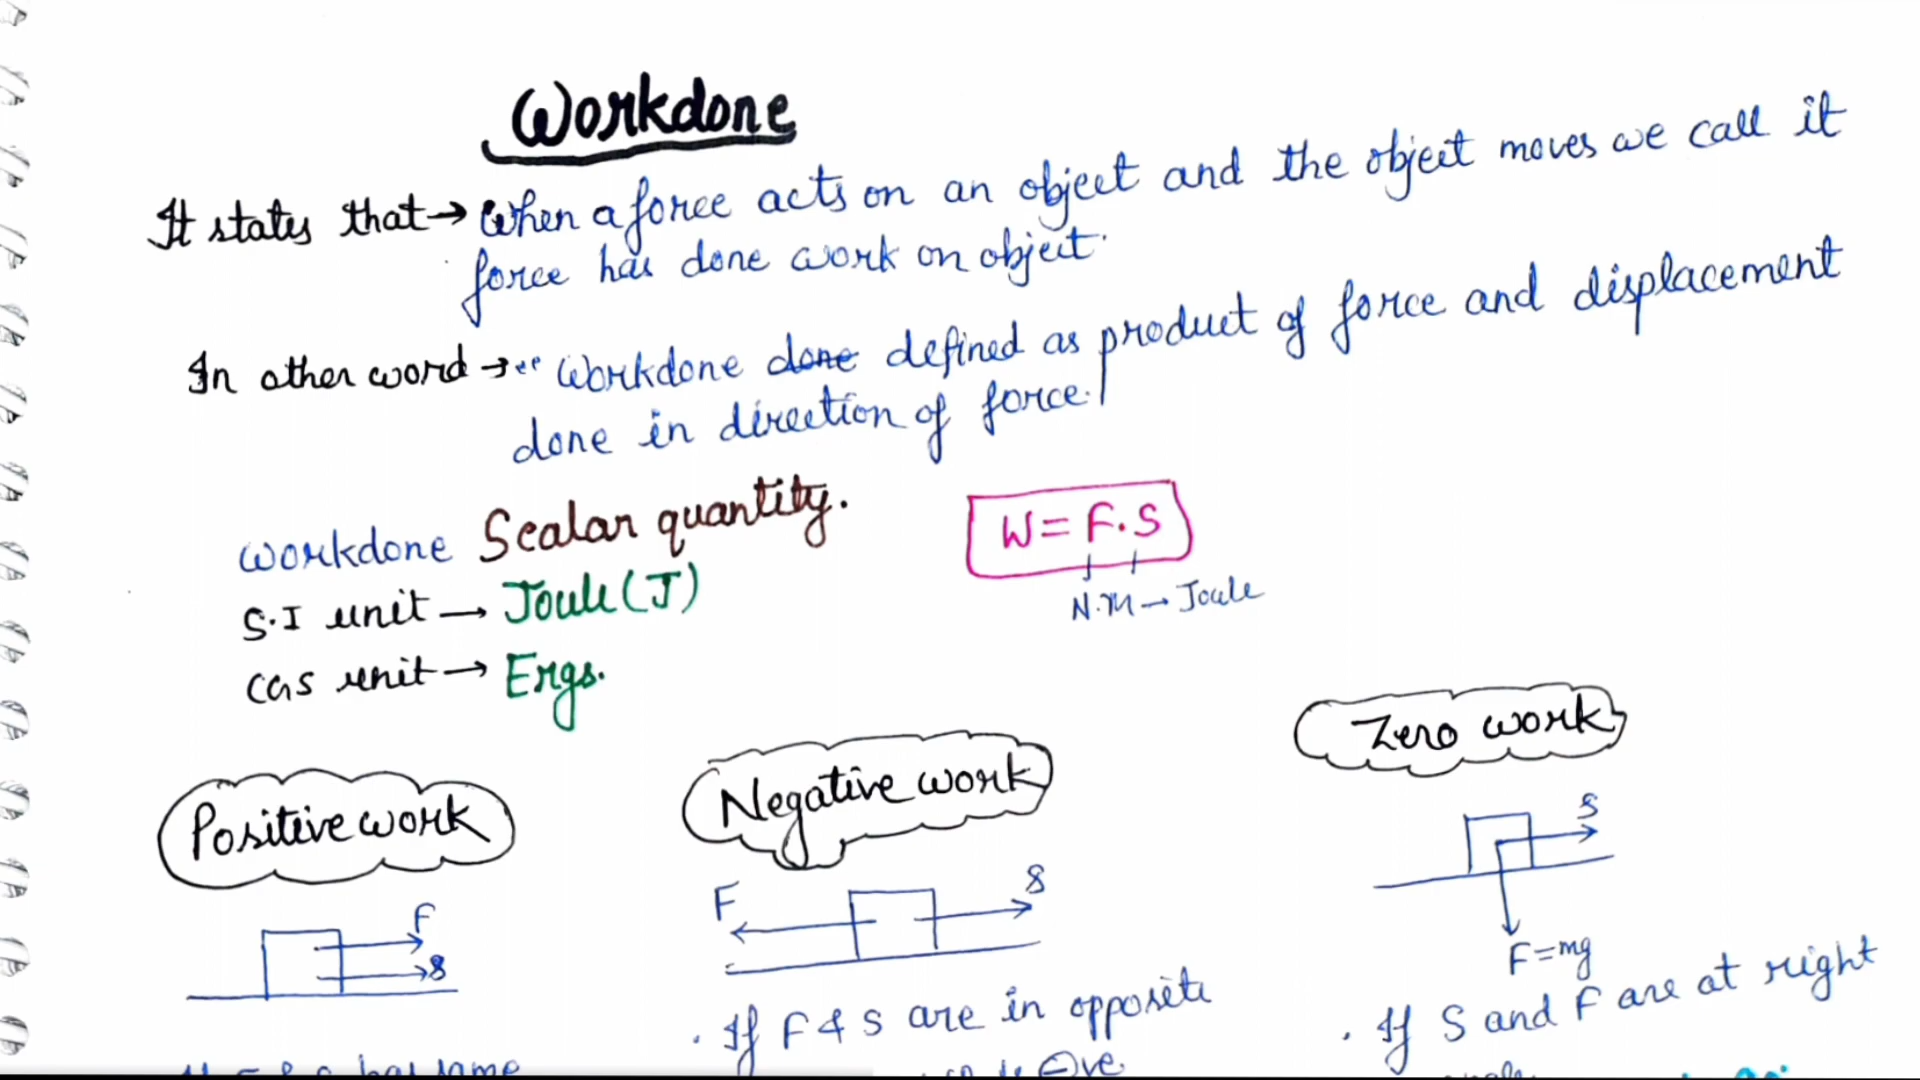 Workdone
It states that → When a force acts on an object and the object moves we call it
force has done work on object.
In other word → " Workdone done defined as product of force and displacement
done in direction of force.
workdone Scalar quantity.
W = F.S
S.I unit → Joule (J)
N.m → Joule
CGS unit → Ergs.
Positive work
Negative work
Zero work
F
S
F
S
S
F=mg
. If F & S are in opposite
. If S and F are at right
has same
⊖ve